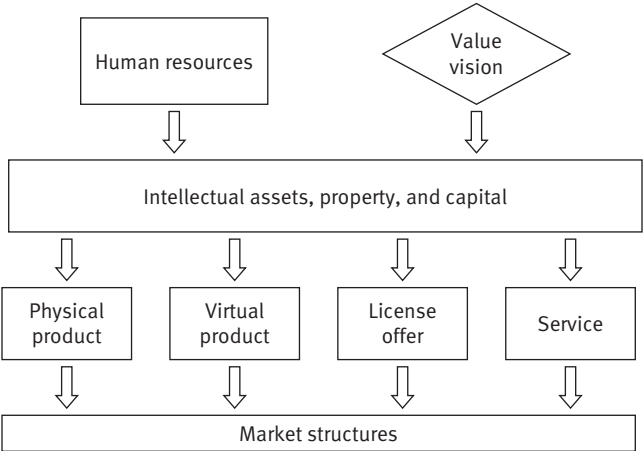 Human resources
Value
vision
Intellectual assets, property, and capital
Physical
product
Virtual
product
License
offer
Service
Market structures